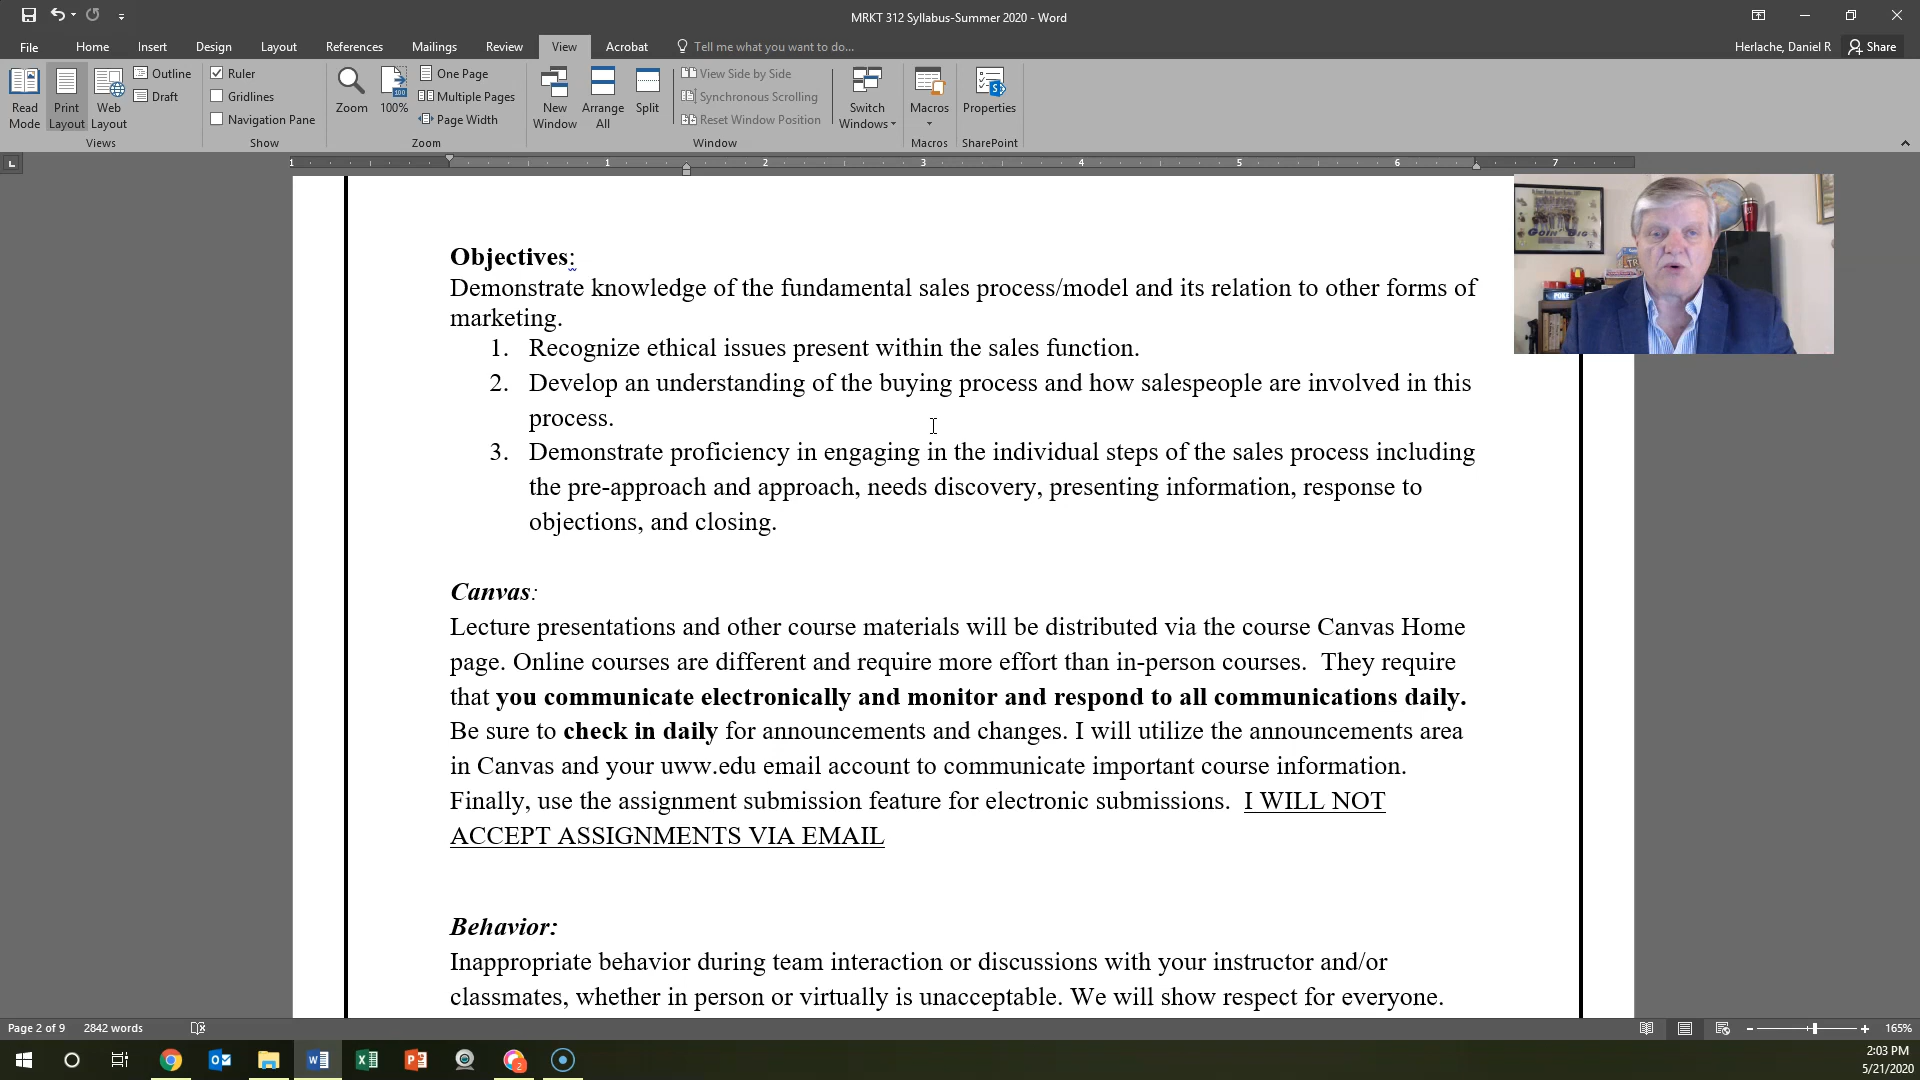 MRKT 312 Syllabus-Summer 2020 - Word
File Home Insert Design Layout References Mailings Review View Acrobat Tell me what you want to do... Herlache, Daniel R Share
Read Mode
Print Layout
Web Layout
Outline
Draft
Views
Ruler
Gridlines
Navigation Pane
Show
Zoom
100
100%
One Page
Multiple Pages
Page Width
Zoom
New Window
Arrange All
Split
View Side by Side
Synchronous Scrolling
Reset Window Position
Window
Switch Windows
Macros
Macros
Properties
SharePoint
1 1 2 3 4 5 6 7
Objectives:
Demonstrate knowledge of the fundamental sales process/model and its relation to other forms of
marketing.
1. Recognize ethical issues present within the sales function.
2. Develop an understanding of the buying process and how salespeople are involved in this
process.
3. Demonstrate proficiency in engaging in the individual steps of the sales process including
the pre-approach and approach, needs discovery, presenting information, response to
objections, and closing.
Canvas:
Lecture presentations and other course materials will be distributed via the course Canvas Home
page. Online courses are different and require more effort than in-person courses. They require
that you communicate electronically and monitor and respond to all communications daily.
Be sure to check in daily for announcements and changes. I will utilize the announcements area
in Canvas and your uww.edu email account to communicate important course information.
Finally, use the assignment submission feature for electronic submissions. I WILL NOT
ACCEPT ASSIGNMENTS VIA EMAIL
Behavior:
Inappropriate behavior during team interaction or discussions with your instructor and/or
classmates, whether in person or virtually is unacceptable. We will show respect for everyone.
GOIN' BIG
POKER
Page 2 of 9 2842 words 165%
2:03 PM
5/21/2020